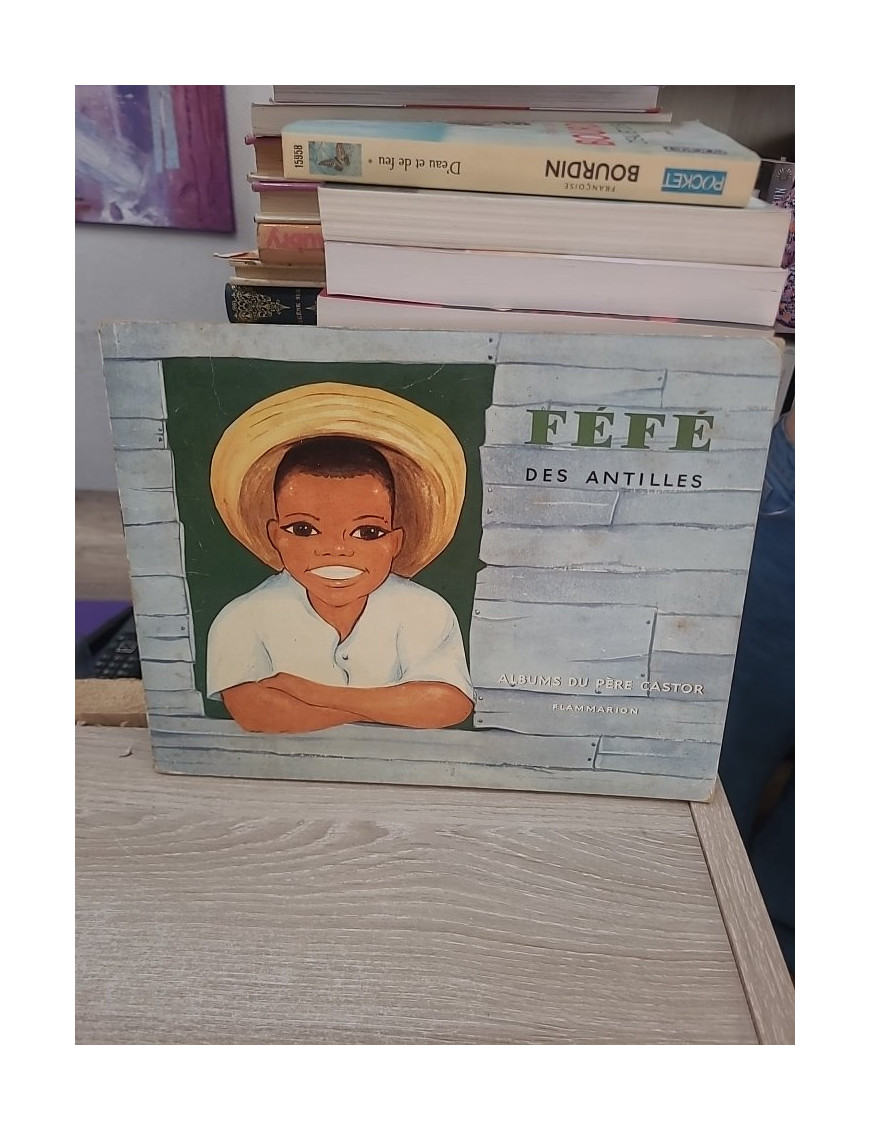 15958
D'eau et de feu *
FRANÇOISE
BOURDIN
POCKET
FÉFÉ
DES ANTILLES
ALBUMS DU PÈRE CASTOR
FLAMMARION